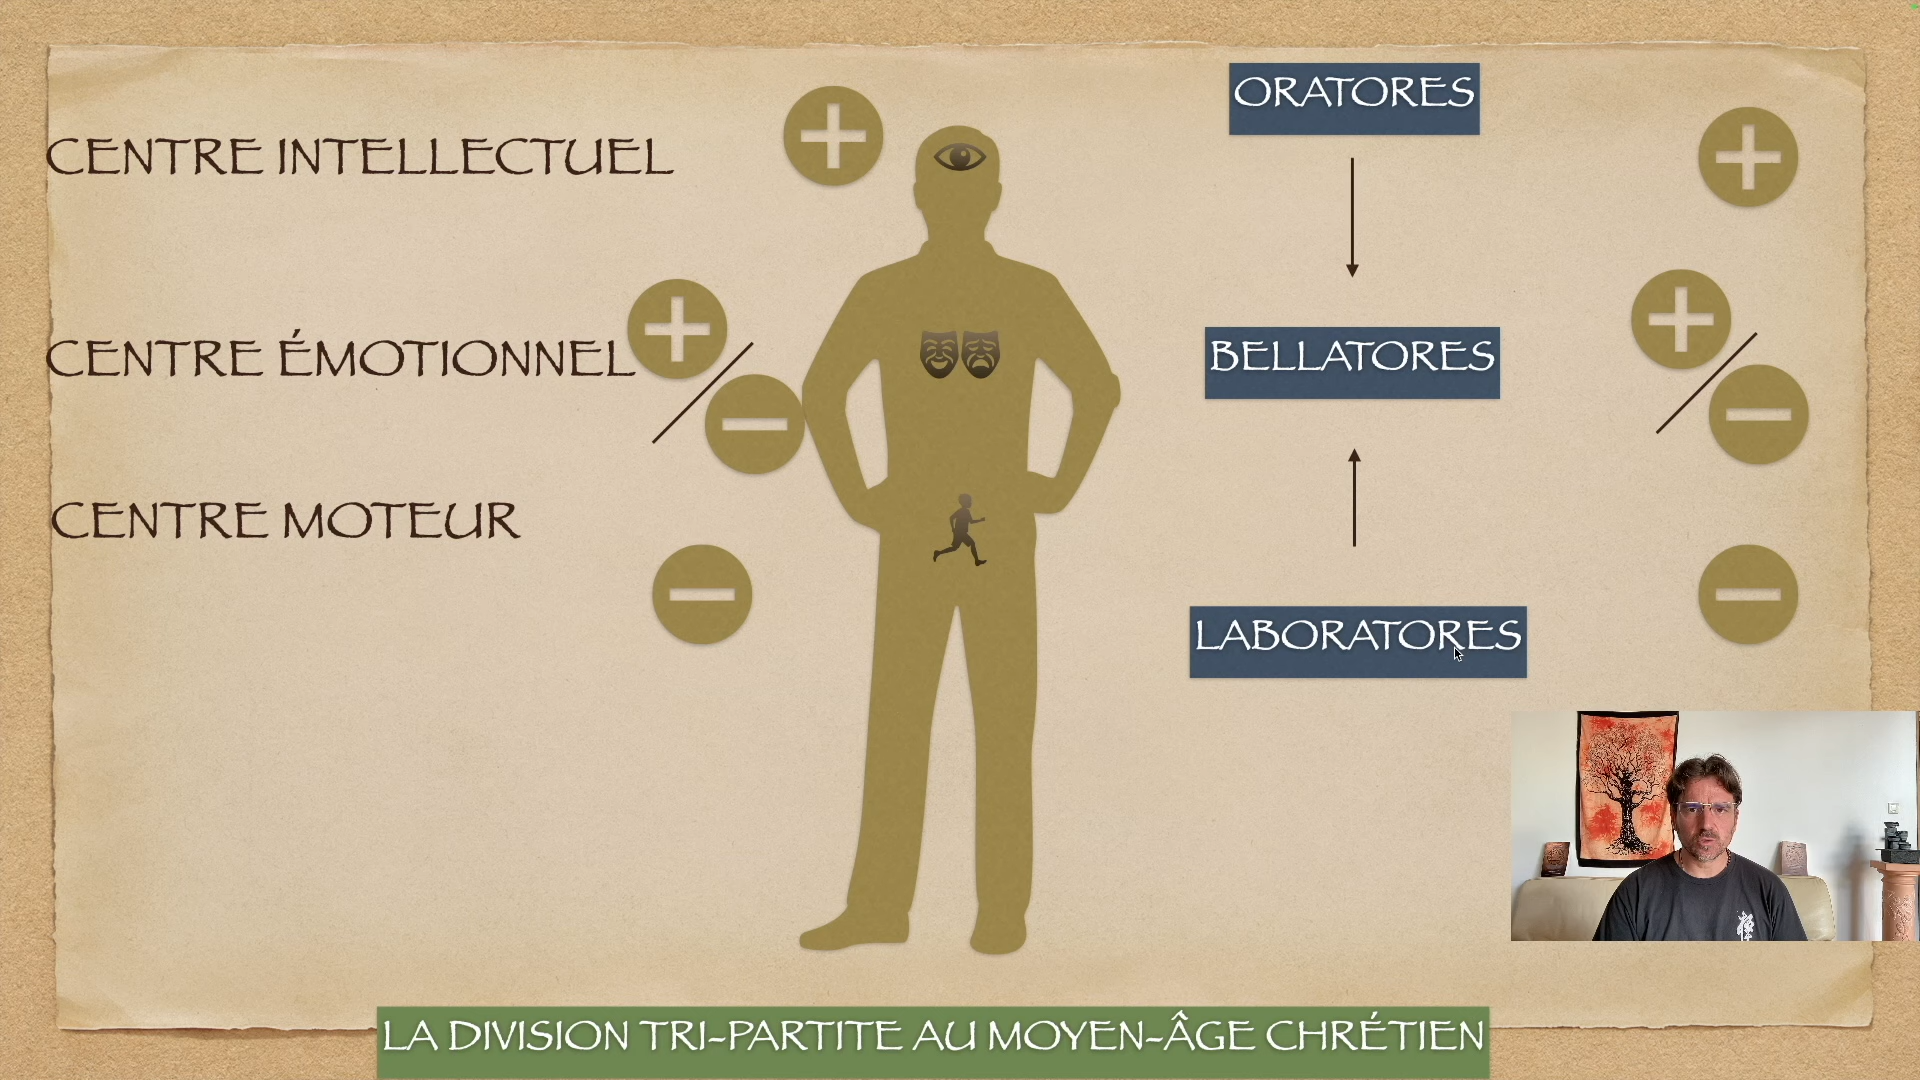 ORATORES
CENTRE INTELLECTUEL
CENTRE ÉMOTIONNEL
BELLATORES
CENTRE MOTEUR
LABORATORES
LA DIVISION TRI-PARTITE AU MOYEN-ÂGE CHRÉTIEN